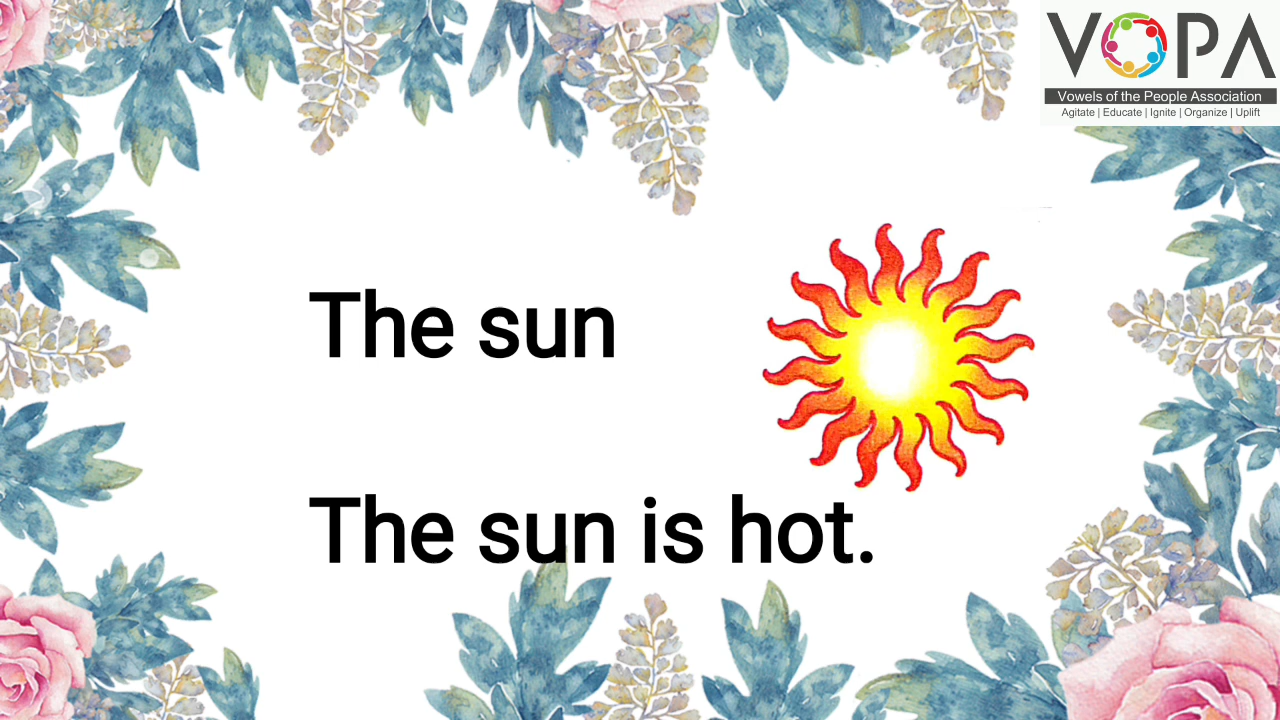 VOPA
Vowels of the People Association
Agitate | Educate | Ignite | Organize | Uplift
The sun
The sun is hot.